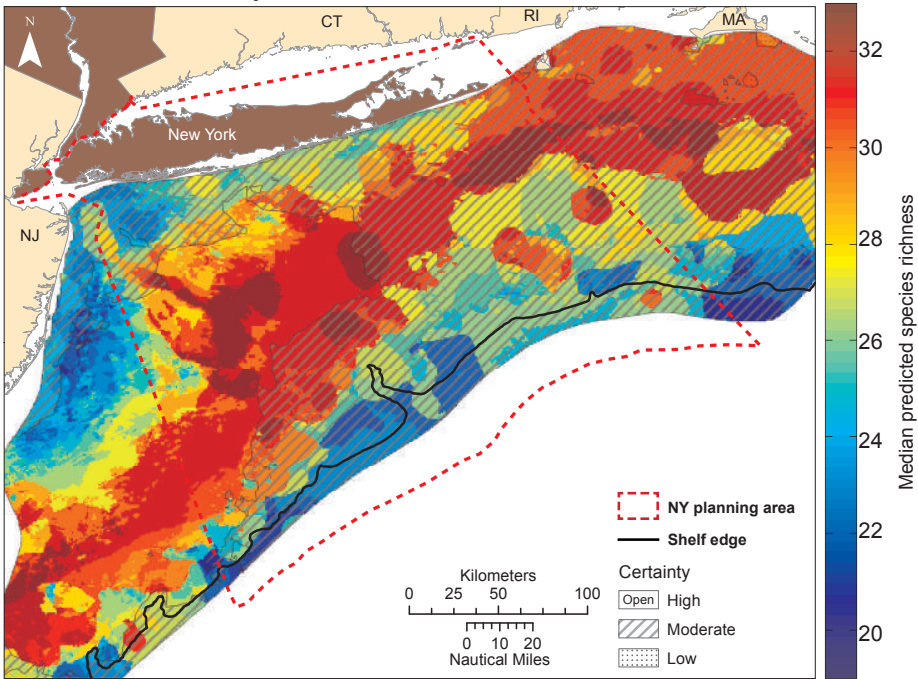 N
CT
RI
MA
New York
NJ
32
30
28
26
24
22
20
Median predicted species richness
NY planning area
Shelf edge
Certainty
Open High
Moderate
Low
Kilometers
0 25 50 100
0 10 20
Nautical Miles